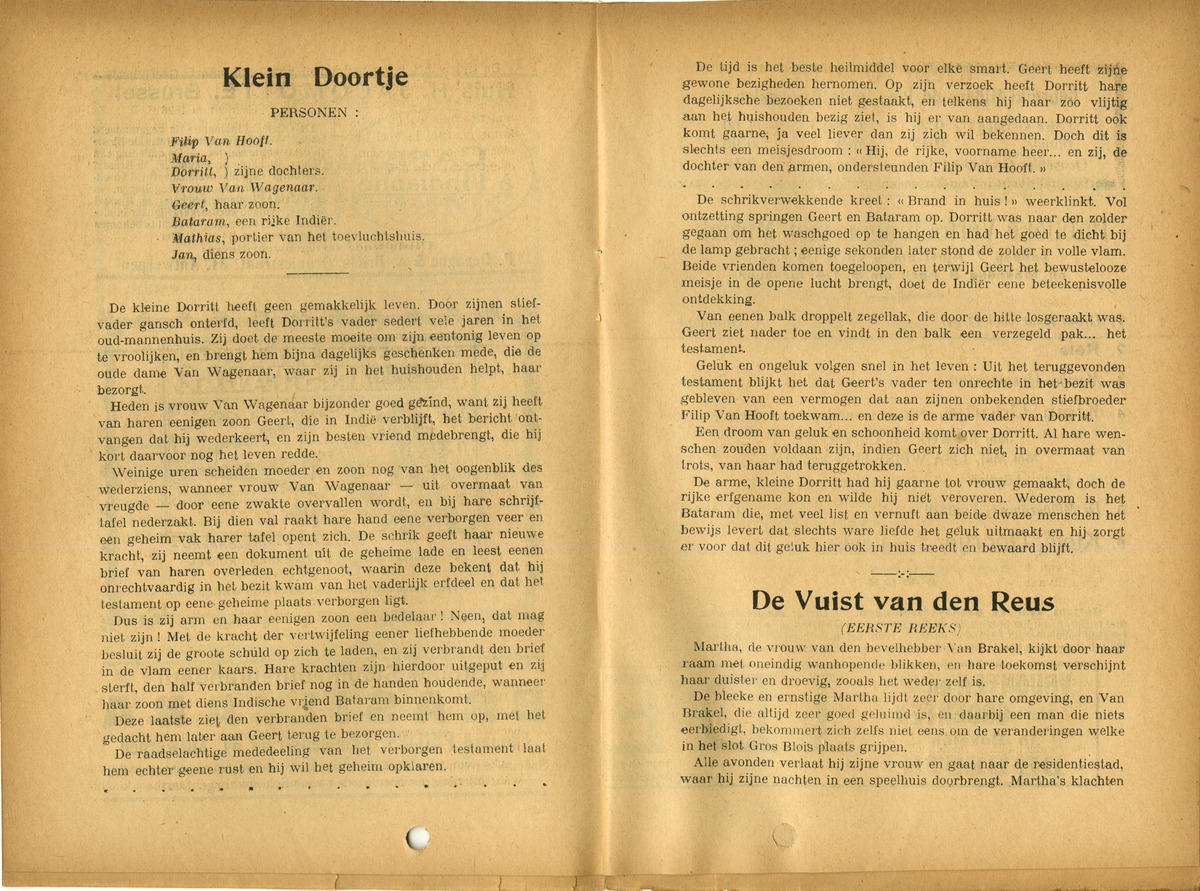 Klein Doortje
PERSONEN :
Filip Van Hooft.
Maria, )
Dorritt, ) zijne dochters.
Vrouw Van Wagenaar.
Geert, haar zoon.
Bataram, een rijke Indiër.
Mathias, portier van het toevluchtshuis.
Jan, diens zoon.
De kleine Dorritt heeft geen gemakkelijk leven. Door zijnen stief-
vader gansch onterfd, leeft Dorritt's vader sedert vele jaren in het
oud-mannenhuis. Zij doet de meeste moeite om zijn eentonig leven op
te vroolijken, en brengt hem bijna dagelijks geschenken mede, die de
oude dame Van Wagenaar, waar zij in het huishouden helpt, haar
bezorgt.
Heden is vrouw Van Wagenaar bijzonder goed gezind, want zij heeft
van haren eenigen zoon Geert, die in Indië verblijft, het bericht ont-
vangen dat hij wederkeert, en zijn besten vriend medebrengt, die hij
kort daarvoor nog het leven redde.
Weinige uren scheiden moeder en zoon nog van het oogenblik des
wederziens, wanneer vrouw Van Wagenaar — uit overmaat van
vreugde — door eene zwakte overvallen wordt, en bij hare schrijf-
tafel nederzakt. Bij dien val raakt hare hand eene verborgen veer en
een geheim vak harer tafel opent zich. De schrik geeft haar nieuwe
kracht, zij neemt een dokument uit de geheime lade en leest eenen
brief van haren overleden echtgenoot, waarin deze bekent dat hij
onrechtvaardig in het bezit kwam van het vaderlijk erfdeel en dat het
testament op eene geheime plaats verborgen ligt.
Dus is zij arm en haar eenigen zoon een bedelaar ! Neen, dat mag
niet zijn ! Met de kracht der vertwijfeling eener liefhebbende moeder
besluit zij de groote schuld op zich te laden, en zij verbrandt den brief
in de vlam eener kaars. Hare krachten zijn hierdoor uitgeput en zij
sterft, den half verbranden brief nog in de handen houdende, wanneer
haar zoon met diens Indische vriend Bataram binnenkomt.
Deze laatste ziet den verbranden brief en neemt hem op, met het
gedacht hem later aan Geert terug te bezorgen.
De raadselachtige mededeeling van het verborgen testament laat
hem echter geene rust en hij wil het geheim opklaren.
. . . . . . . . . . . . . . . . .
De tijd is het beste heilmiddel voor elke smart. Geert heeft zijne
gewone bezigheden hernomen. Op zijn verzoek heeft Dorritt hare
dagelijksche bezoeken niet gestaakt, en telkens hij haar zoo vlijtig
aan het huishouden bezig ziet, is hij er van aangedaan. Dorritt ook
komt gaarne, ja veel liever dan zij zich wil bekennen. Doch dit is
slechts een meisjesdroom : « Hij, de rijke, voorname heer... en zij, de
dochter van den armen, ondersteunden Filip Van Hooft. »
. . . . . . . . . . . . . . . . .
De schrikverwekkende kreet : « Brand in huis ! » weerklinkt. Vol
ontzetting springen Geert en Bataram op. Dorritt was naar den zolder
gegaan om het waschgoed op te hangen en had het goed te dicht bij
de lamp gebracht ; eenige sekonden later stond de zolder in volle vlam.
Beide vrienden komen toegeloopen, en terwijl Geert het bewustelooze
meisje in de opene lucht brengt, doet de Indiër eene beteekenisvolle
ontdekking.
Van eenen balk droppelt zegellak, die door de hitte losgeraakt was.
Geert ziet nader toe en vindt in den balk een verzegeld pak... het
testament.
Geluk en ongeluk volgen snel in het leven : Uit het teruggevonden
testament blijkt het dat Geert's vader ten onrechte in het bezit was
gebleven van een vermogen dat aan zijnen onbekenden stiefbroeder
Filip Van Hooft toekwam... en deze is de arme vader van Dorritt.
Een droom van geluk en schoonheid komt over Dorritt. Al hare wen-
schen zouden voldaan zijn, indien Geert zich niet, in overmaat van
trots, van haar had teruggetrokken.
De arme, kleine Dorritt had hij gaarne tot vrouw gemaakt, doch de
rijke erfgename kon en wilde hij niet veroveren. Wederom is het
Bataram die, met veel list en vernuft aan beide dwaze menschen het
bewijs levert dat slechts ware liefde het geluk uitmaakt en hij zorgt
er voor dat dit geluk hier ook in huis treedt en bewaard blijft.
De Vuist van den Reus
(EERSTE REEKS)
Martha, de vrouw van den bevelhebber Van Brakel, kijkt door haar
raam met oneindig wanhopende blikken, en hare toekomst verschijnt
haar duister en droevig, zooals het weder zelf is.
De bleeke en ernstige Martha lijdt zeer door hare omgeving, en Van
Brakel, die altijd zeer goed geluimd is, en daarbij een man die niets
eerbiedigt, bekommert zich zelfs niet eens om de veranderingen welke
in het slot Gros Blois plaats grijpen.
Alle avonden verlaat hij zijne vrouw en gaat naar de residentiestad,
waar hij zijne nachten in een speelhuis doorbrengt. Martha's klachten